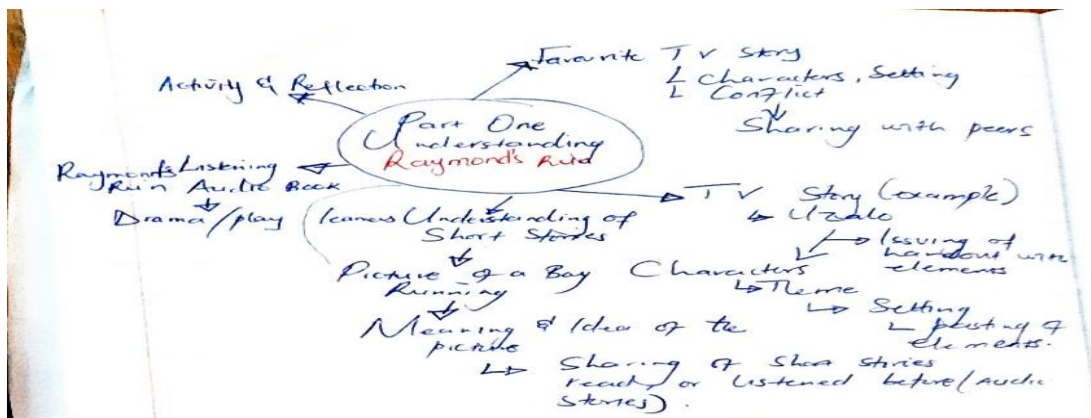 Favourite TV Story
Activity & Reflection
Characters, Setting
Conflict
Part One
Sharing with peers
Understanding
Raymond's
Raymond's Listening
Run Audio Book
TV Story (example)
Drama/play
learners Understanding of
Uzalo
Short Stories
Issuing of
handout with
elements
Picture of a Boy
Characters
Running
Theme
Setting
Meaning & Idea of the
picture
posting of
elements.
Sharing of Short Stories
read, or Listened before (Audio
Stories).